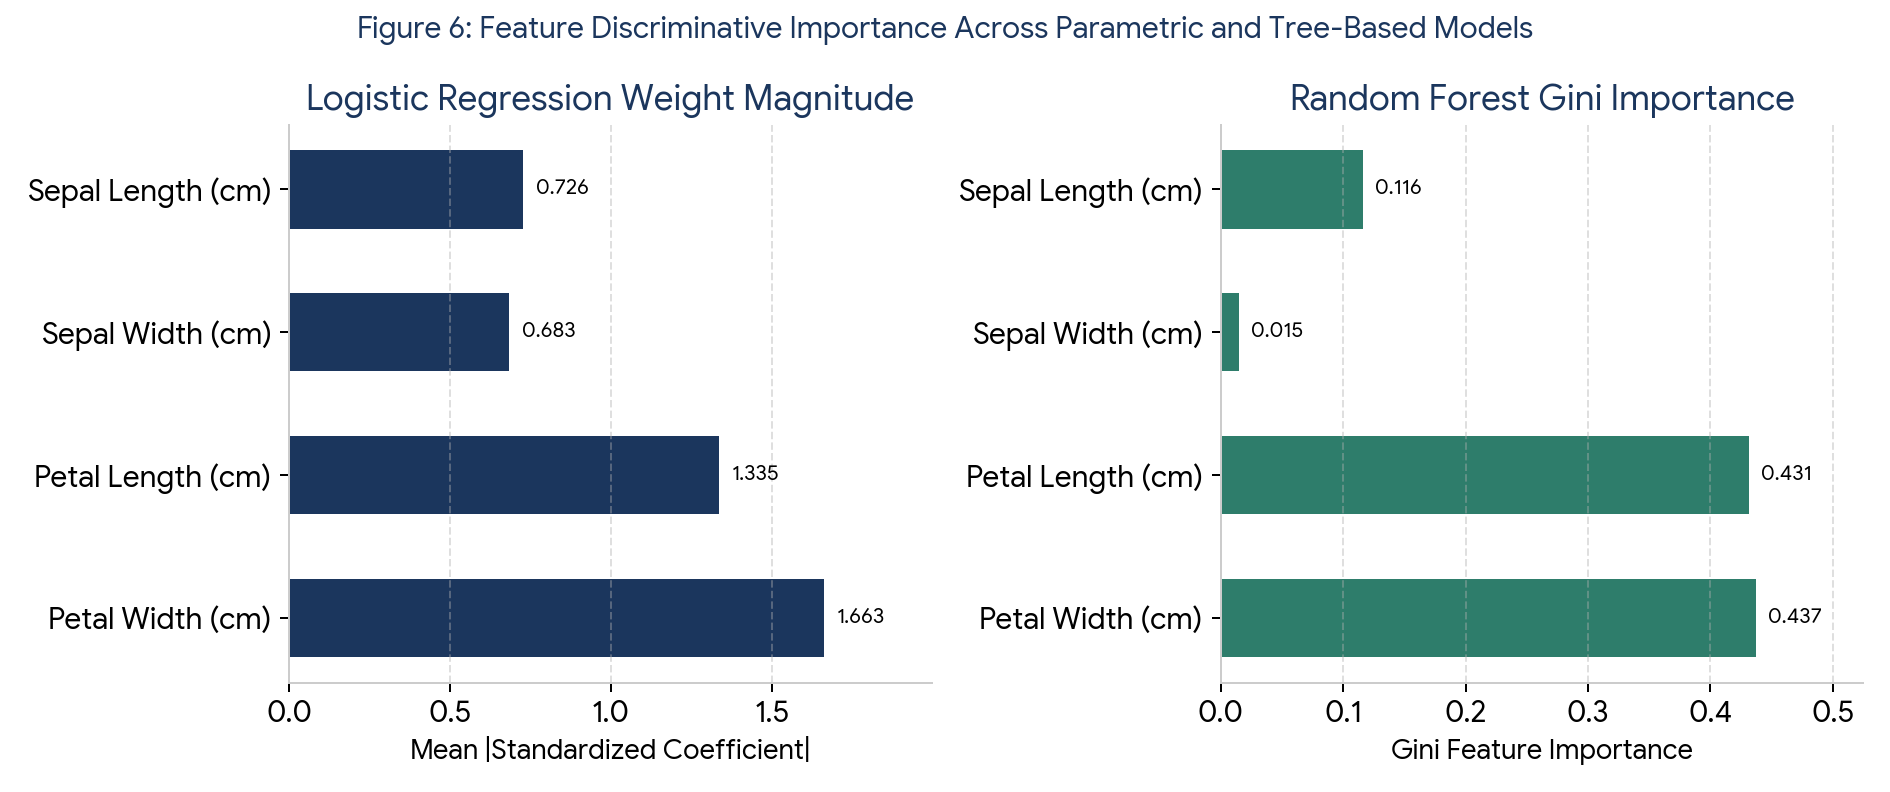 Figure 6: Feature Discriminative Importance Across Parametric and Tree-Based Models
Logistic Regression Weight Magnitude
Sepal Length (cm)
0.726
Sepal Width (cm)
0.683
Petal Length (cm)
1.335
Petal Width (cm)
1.663
0.0 0.5 1.0 1.5
Mean |Standardized Coefficient|
Random Forest Gini Importance
Sepal Length (cm)
0.116
Sepal Width (cm)
0.015
Petal Length (cm)
0.431
Petal Width (cm)
0.437
0.0 0.1 0.2 0.3 0.4 0.5
Gini Feature Importance